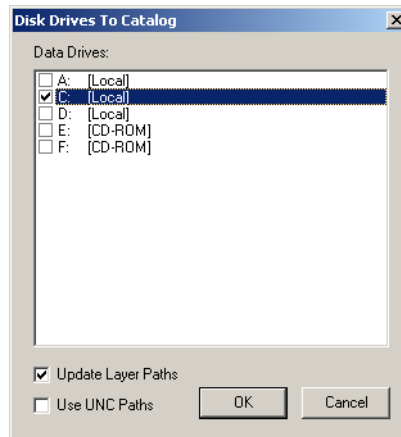 Disk Drives To Catalog
Data Drives:
A: [Local]
C: [Local]
D: [Local]
E: [CD-ROM]
F: [CD-ROM]
Update Layer Paths
Use UNC Paths
OK
Cancel